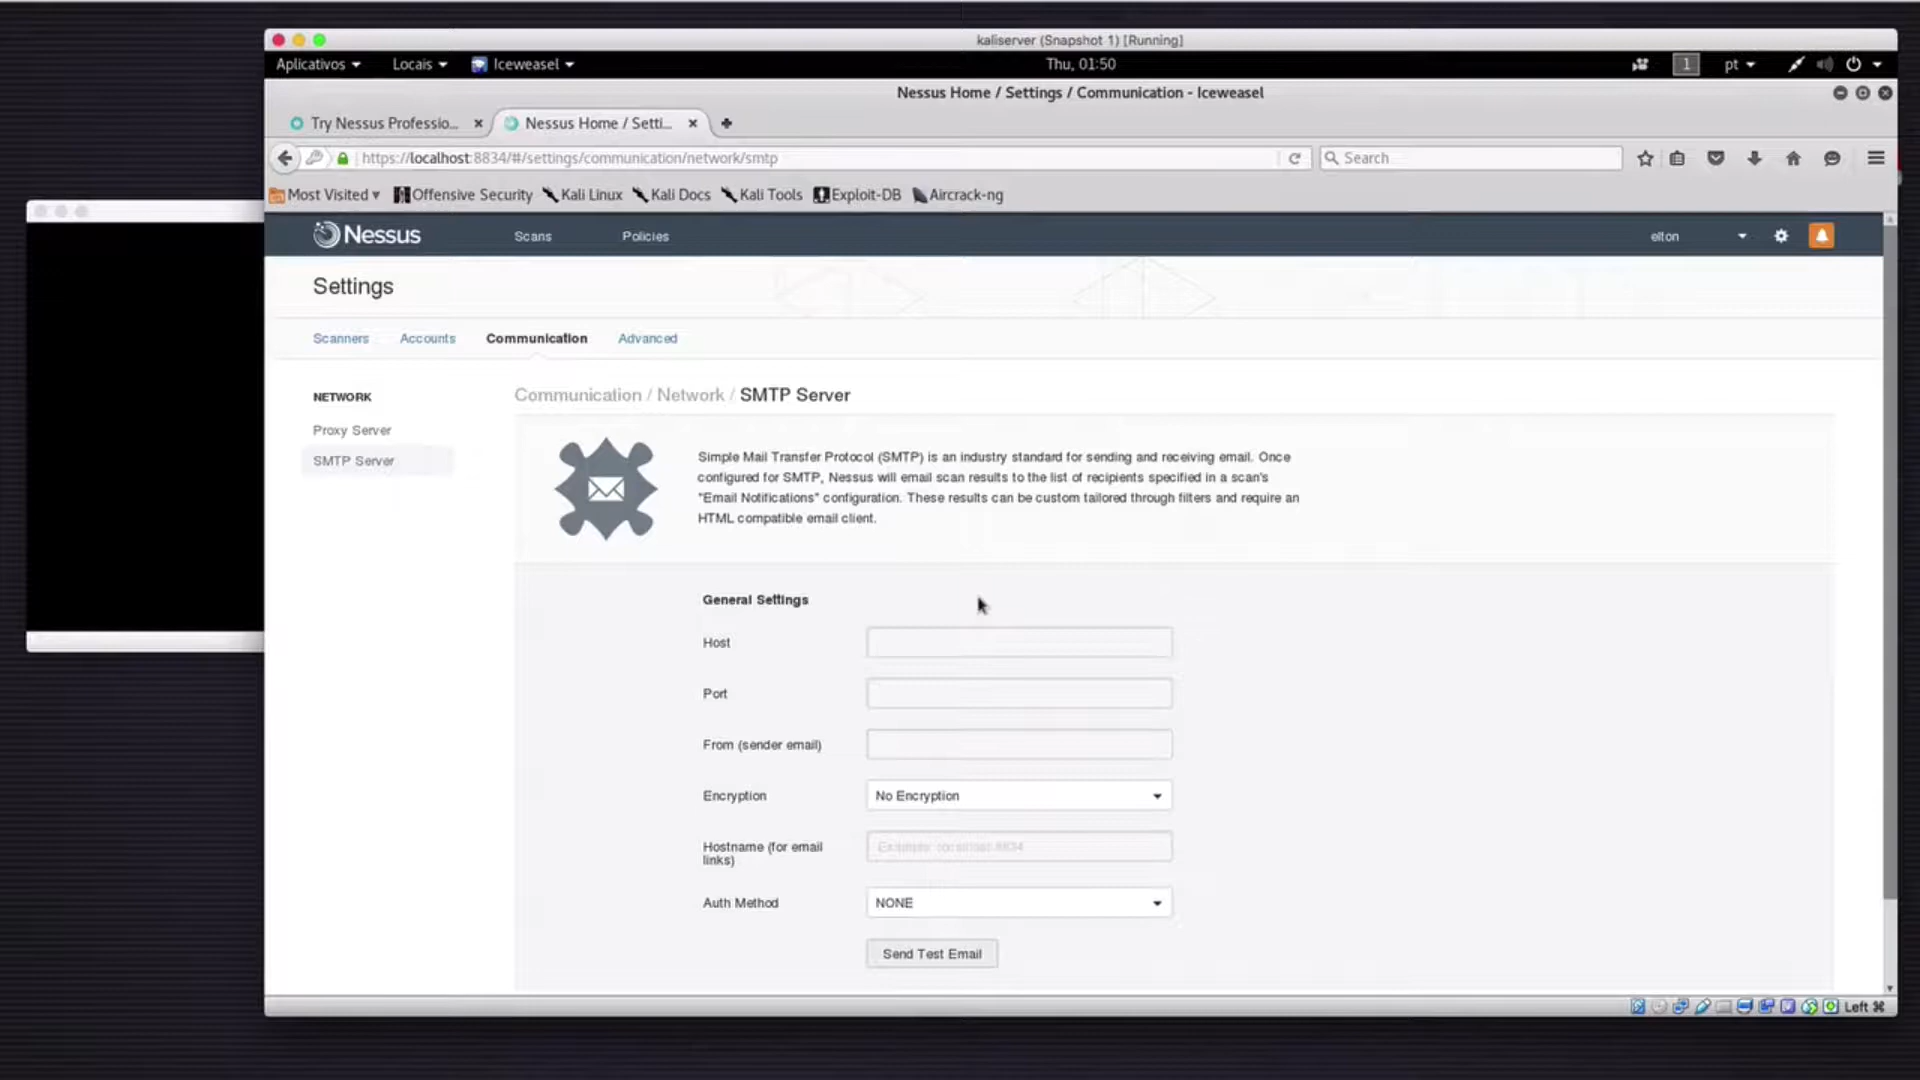 kaliserver (Snapshot 1) [Running]
Aplicativos Locais Iceweasel Thu, 01:50 1 pt
Nessus Home / Settings / Communication - Iceweasel
Try Nessus Professio... Nessus Home / Setti...
https://localhost:8834/#/settings/communication/network/smtp Search
Most Visited Offensive Security Kali Linux Kali Docs Kali Tools Exploit-DB Aircrack-ng
Nessus Scans Policies elton
Settings
Scanners Accounts Communication Advanced
NETWORK
Proxy Server
SMTP Server
Communication / Network / SMTP Server
Simple Mail Transfer Protocol (SMTP) is an industry standard for sending and receiving email. Once
configured for SMTP, Nessus will email scan results to the list of recipients specified in a scan's
"Email Notifications" configuration. These results can be custom tailored through filters and require an
HTML compatible email client.
General Settings
Host
Port
From (sender email)
Encryption No Encryption
Hostname (for email
links)
Example: localhost:8834
Auth Method NONE
Send Test Email
Left ⌘